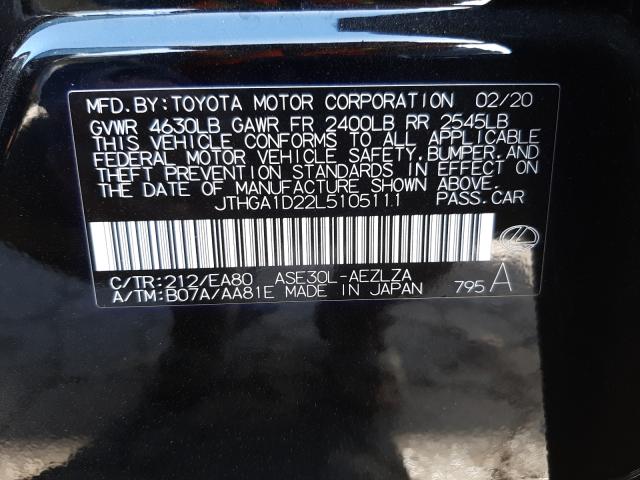 MFD. BY: TOYOTA MOTOR CORPORATION 02/20
GVWR 4630LB GAWR FR 2400LB RR 2545LB
THIS VEHICLE CONFORMS TO ALL APPLICABLE
FEDERAL MOTOR VEHICLE SAFETY, BUMPER, AND
THEFT PREVENTION STANDARDS IN EFFECT ON
THE DATE OF MANUFACTURE SHOWN ABOVE.
JTHGA1D22L5105111 PASS. CAR
C/TR: 212/EA80 ASE30L-AEZLZA
A/TM: B07A/AA81E MADE IN JAPAN 795 A